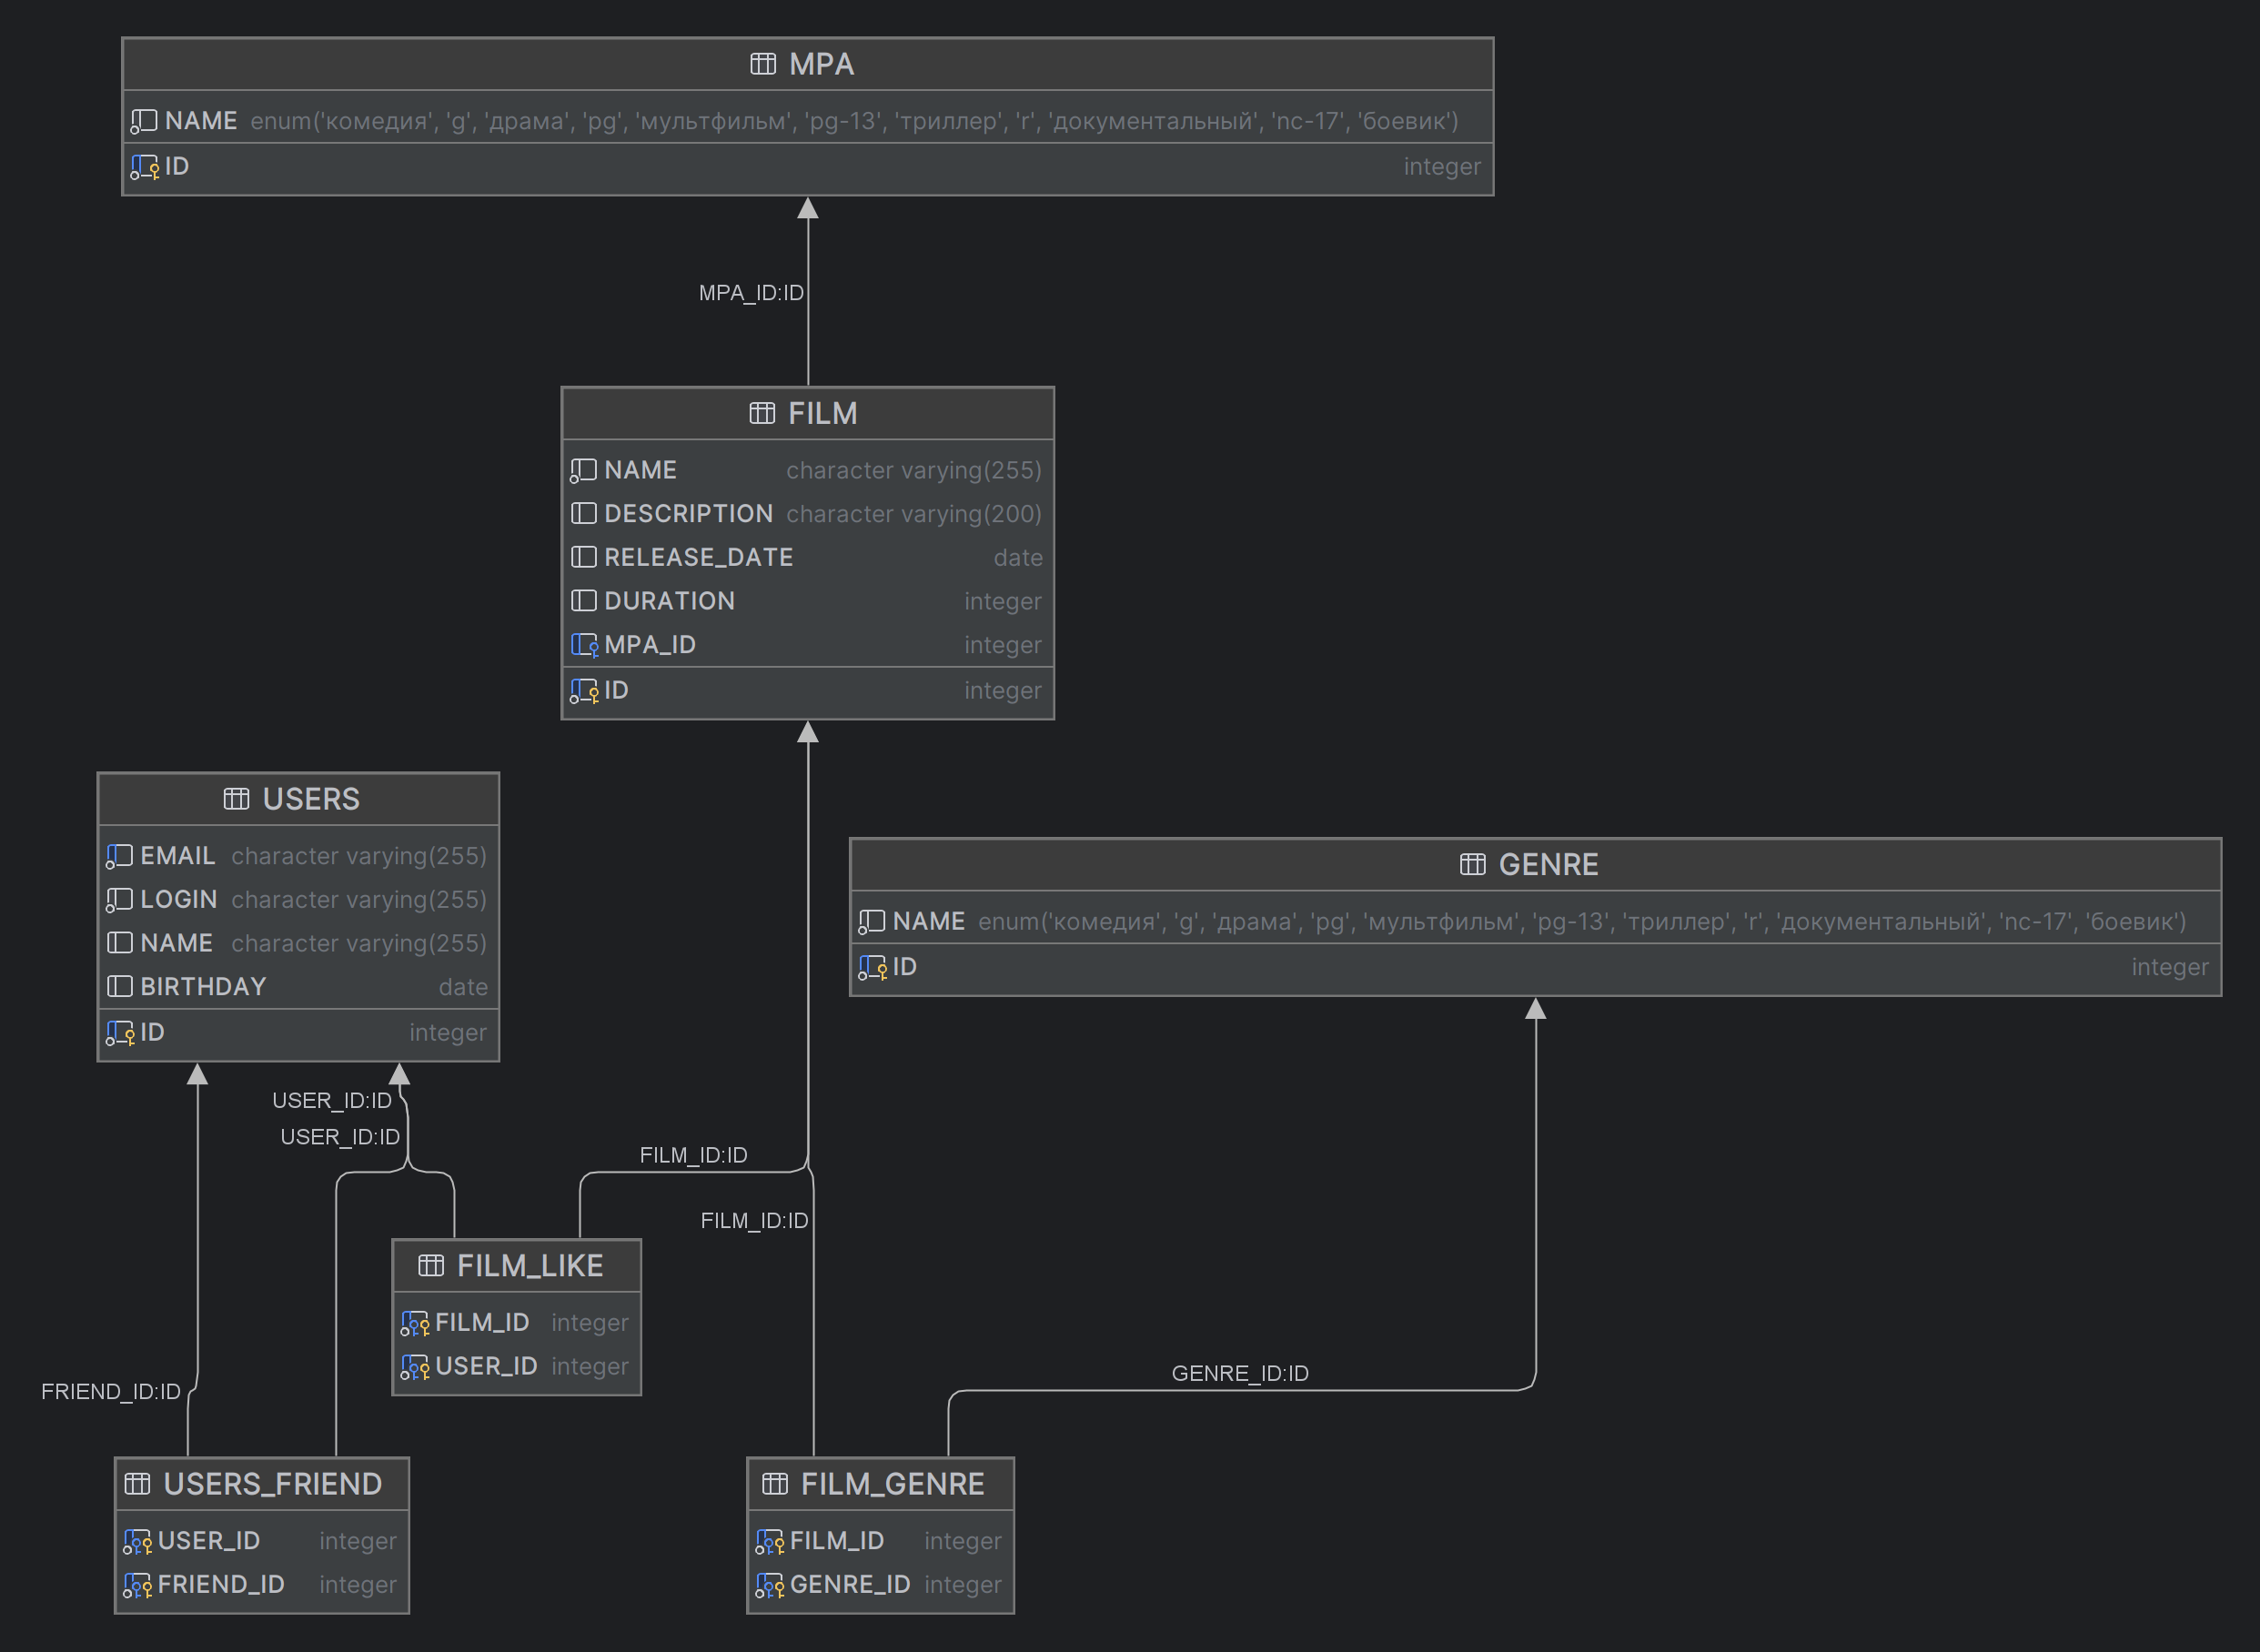 MPA
NAME enum('комедия', 'g', 'драма', 'pg', 'мультфильм', 'pg-13', 'триллер', 'r', 'документальный', 'nc-17', 'боевик')
ID integer
MPA_ID:ID
FILM
NAME character varying(255)
DESCRIPTION character varying(200)
RELEASE_DATE date
DURATION integer
MPA_ID integer
ID integer
USERS
EMAIL character varying(255)
LOGIN character varying(255)
NAME character varying(255)
BIRTHDAY date
ID integer
GENRE
NAME enum('комедия', 'g', 'драма', 'pg', 'мультфильм', 'pg-13', 'триллер', 'r', 'документальный', 'nc-17', 'боевик')
ID integer
USER_ID:ID
USER_ID:ID
FILM_ID:ID
FILM_ID:ID
FILM_LIKE
FILM_ID integer
USER_ID integer
GENRE_ID:ID
FRIEND_ID:ID
USERS_FRIEND
USER_ID integer
FRIEND_ID integer
FILM_GENRE
FILM_ID integer
GENRE_ID integer